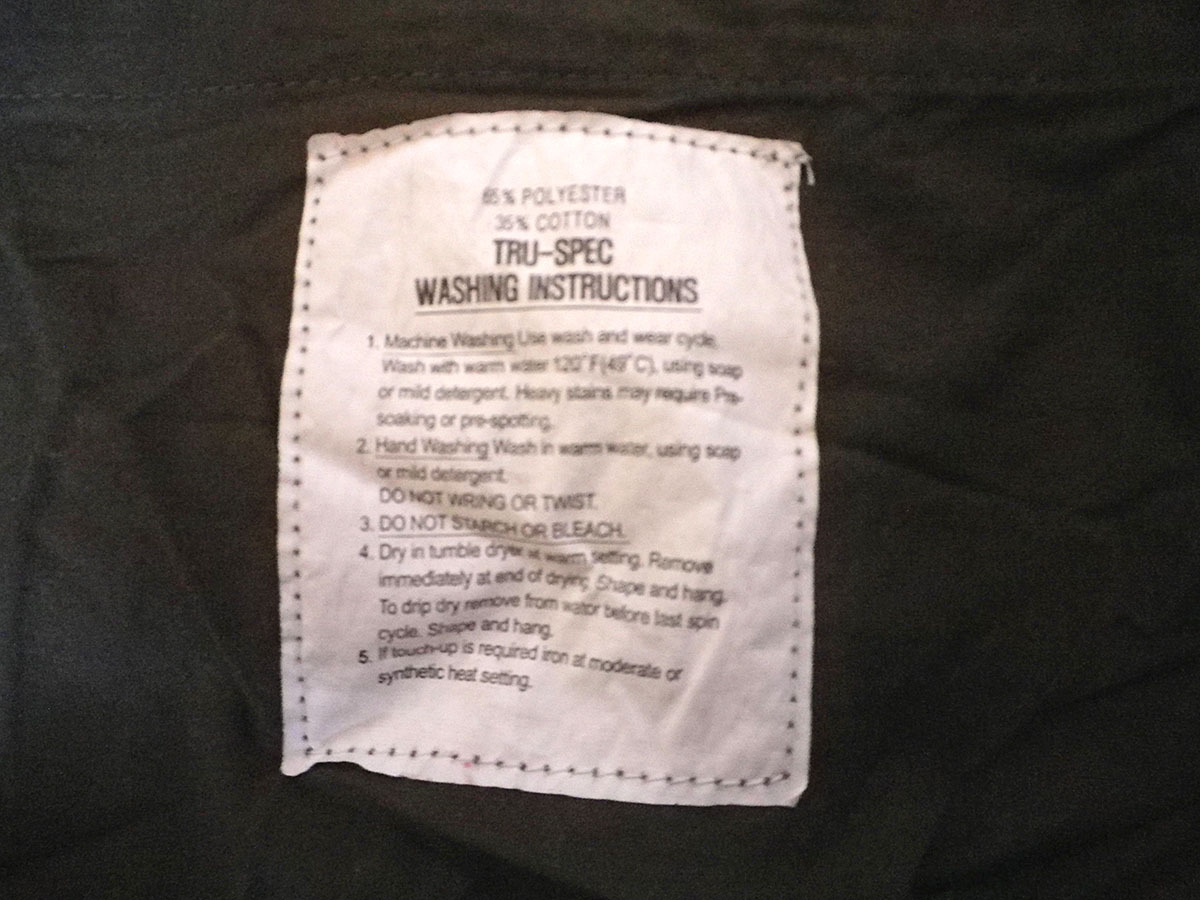 65% POLYESTER
35% COTTON
TRU-SPEC
WASHING INSTRUCTIONS
1. Machine Washing Use wash and wear cycle.
Wash with warm water 120°F(49°C), using soap
or mild detergent. Heavy stains may require Pre-
soaking or pre-spotting.
2. Hand Washing Wash in warm water, using soap
or mild detergent.
DO NOT WRING OR TWIST.
3. DO NOT STARCH OR BLEACH.
4. Dry in tumble dryer at warm setting. Remove
immediately at end of drying. Shape and hang.
To drip dry remove from water before last spin
cycle. Shape and hang.
5. If touch-up is required iron at moderate or
synthetic heat setting.